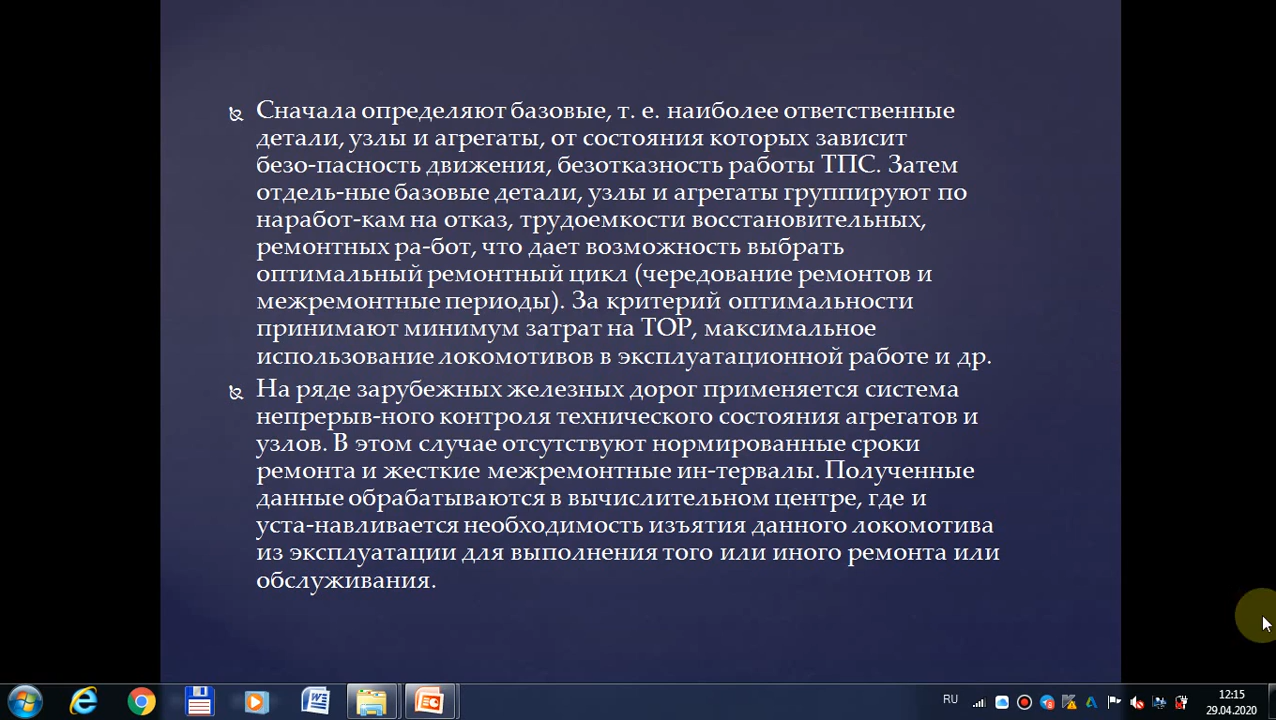 Сначала определяют базовые, т. е. наиболее ответственные
детали, узлы и агрегаты, от состояния которых зависит
безо-пасность движения, безотказность работы ТПС. Затем
отдель-ные базовые детали, узлы и агрегаты группируют по
наработ-кам на отказ, трудоемкости восстановительных,
ремонтных ра-бот, что дает возможность выбрать
оптимальный ремонтный цикл (чередование ремонтов и
межремонтные периоды). За критерий оптимальности
принимают минимум затрат на ТОР, максимальное
использование локомотивов в эксплуатационной работе и др.
На ряде зарубежных железных дорог применяется система
непрерыв-ного контроля технического состояния агрегатов и
узлов. В этом случае отсутствуют нормированные сроки
ремонта и жесткие межремонтные ин-тервалы. Полученные
данные обрабатываются в вычислительном центре, где и
уста-навливается необходимость изъятия данного локомотива
из эксплуатации для выполнения того или иного ремонта или
обслуживания.
RU
12:15
29.04.2020